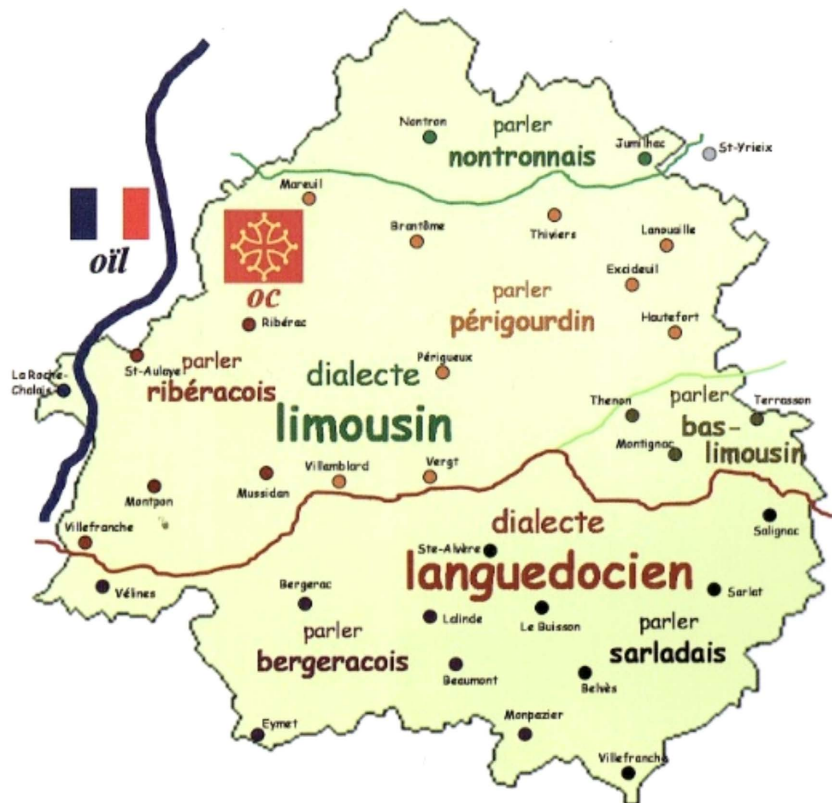 Nontron
parler
nontronnais
Jumilhac
St-Yrieix
Mareuil
Brantôme
Thiviers
Lanouaille
oïl
oc
Excideuil
parler
périgourdin
Hautefort
Ribérac
St-Aulaye
parler
ribéracois
La Roche-
Chalais
Périgueux
dialecte
limousin
Thenon
parler
bas-
limousin
Terrasson
Montignac
Villamblard
Vergt
Mussidan
Montpon
Villefranche
dialecte
languedocien
Salignac
Ste-Alvère
Vélines
Bergerac
parler
bergeracois
Lalinde
Le Buisson
Sarlat
parler
sarladais
Beaumont
Belvès
Eymet
Monpazier
Villefranche